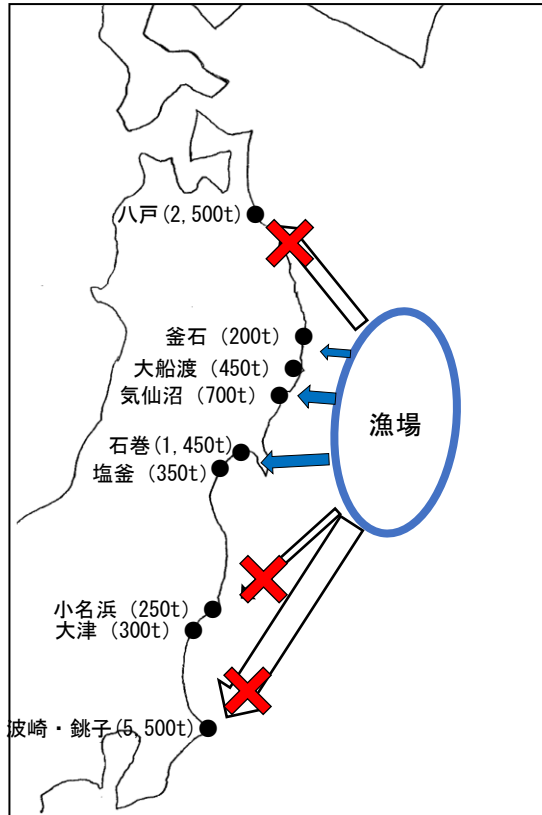 八戸(2,500t)
釜石 (200t)
大船渡 (450t)
気仙沼 (700t)
漁場
石巻(1,450t)
塩釜 (350t)
小名浜 (250t)
大津 (300t)
波崎・銚子(5,500t)